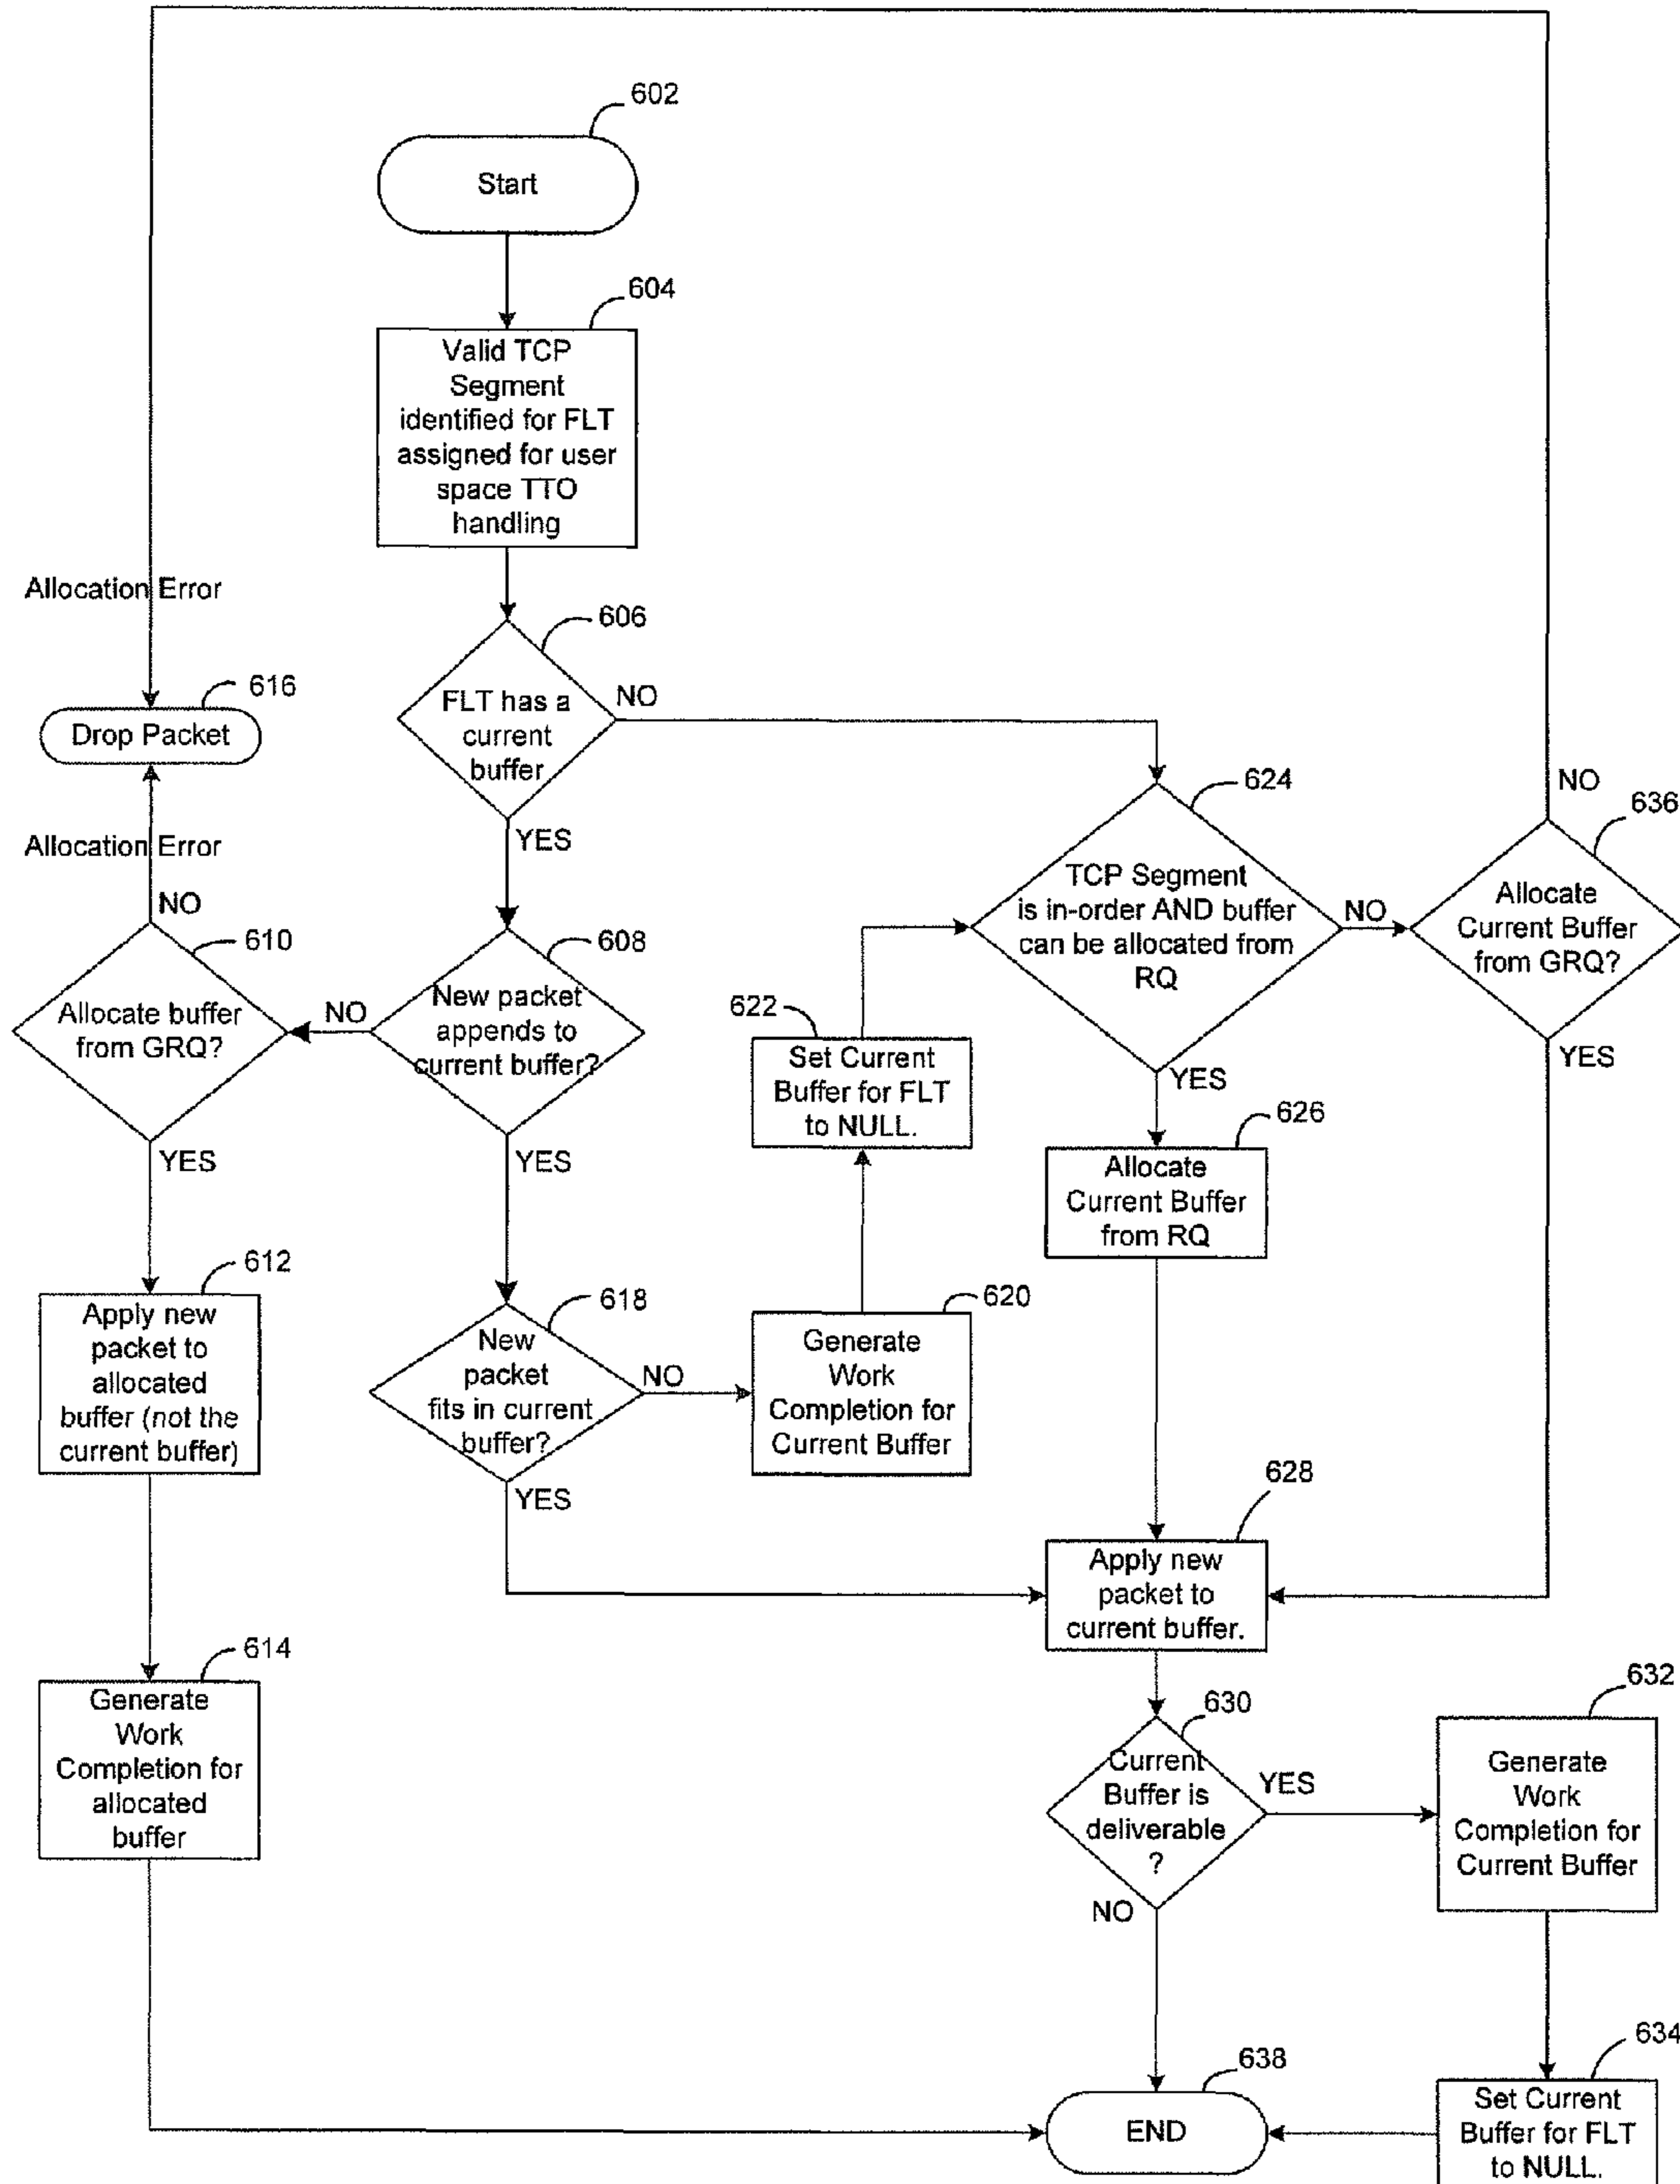 602
Start
604
Valid TCP
Segment
identified for FLT
assigned for user
space TTO
handling
Allocation Error
606
FLT has a
current
buffer
NO
YES
616
Drop Packet
Allocation Error
NO
610
Allocate buffer
from GRQ?
YES
NO
608
New packet
appends to
current buffer?
YES
612
Apply new
packet to
allocated
buffer (not the
current buffer)
614
Generate
Work
Completion for
allocated
buffer
618
New
packet
fits in current
buffer?
NO
YES
620
Generate
Work
Completion for
Current Buffer
622
Set Current
Buffer for FLT
to NULL.
624
TCP Segment
is in-order AND buffer
can be allocated from
RQ
NO
YES
626
Allocate
Current Buffer
from RQ
NO
636
Allocate
Current Buffer
from GRQ?
YES
628
Apply new
packet to
current buffer.
630
Current
Buffer is
deliverable
?
YES
NO
632
Generate
Work
Completion for
Current Buffer
634
Set Current
Buffer for FLT
to NULL.
638
END